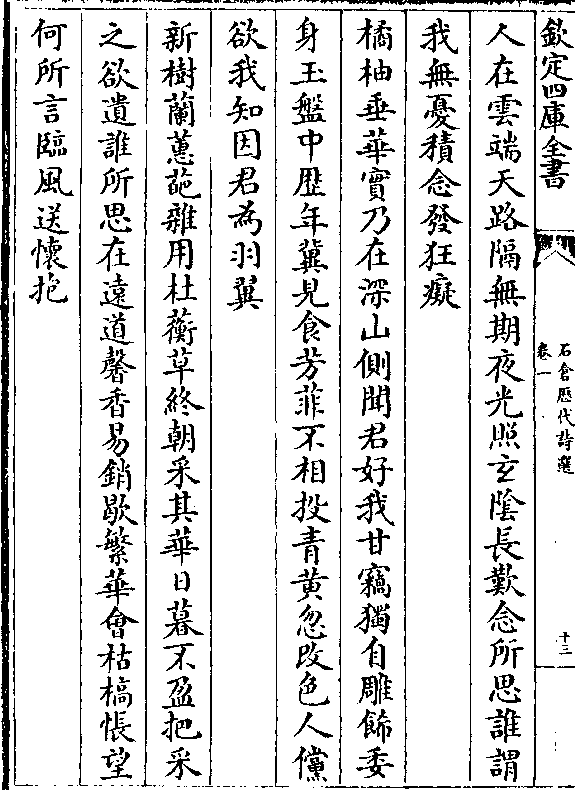 欽定四庫全書
石倉歷代詩選
卷一
十三
人在雲端天路隔無期夜光照玄陰長歎念所思誰謂
我無憂積念發狂癡
橘柚垂華實乃在深山側聞君好我甘竊獨自雕飾委
身玉盤中歷年冀見食芳菲不相投青黃忽改色人儻
欲我知因君為羽翼
新樹蘭蕙葩雜用杜蘅草終朝采其華日暮不盈把采
之欲遺誰所思在遠道馨香易銷歇繁華會枯槁悵望
何所言臨風送懷抱